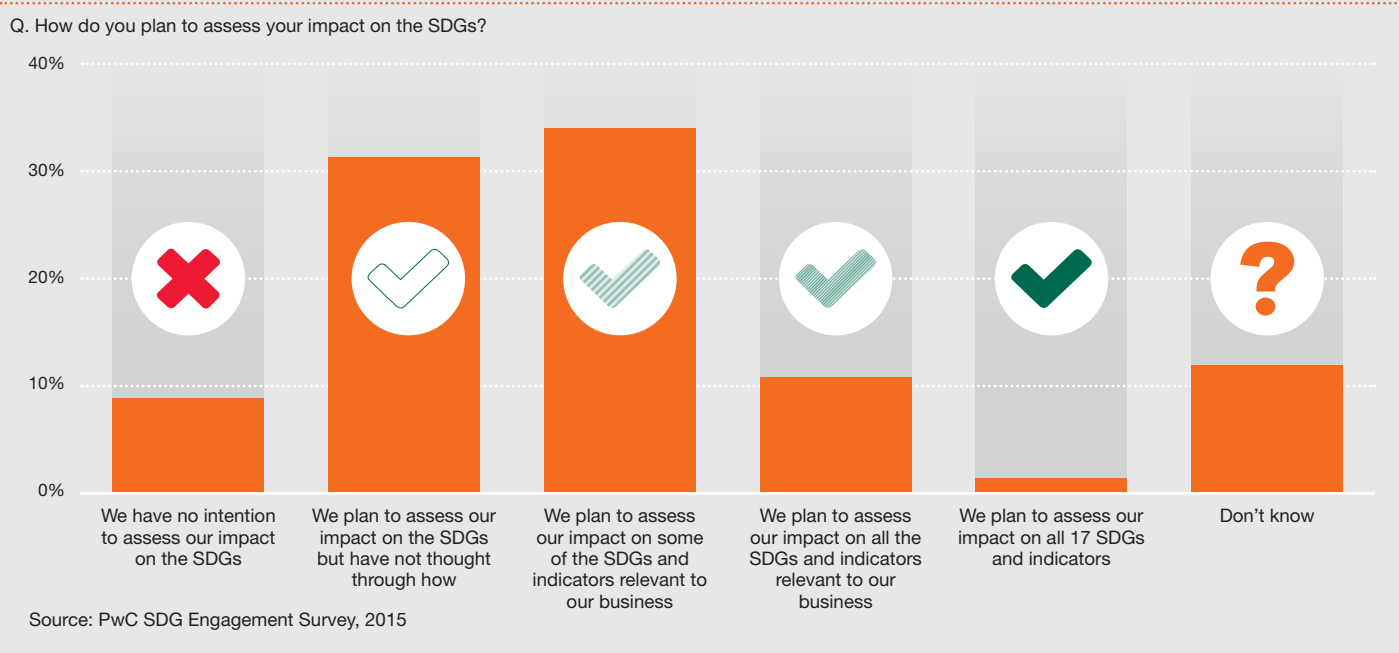 Q. How do you plan to assess your impact on the SDGs?
40%
30%
20%
10%
0%
We have no intention
to assess our impact
on the SDGs
We plan to assess our
impact on the SDGs
but have not thought
through how
We plan to assess
our impact on some
of the SDGs and
indicators relevant to
our business
We plan to assess
our impact on all the
SDGs and indicators
relevant to our
business
We plan to assess our
impact on all 17 SDGs
and indicators
Don’t know
Source: PwC SDG Engagement Survey, 2015